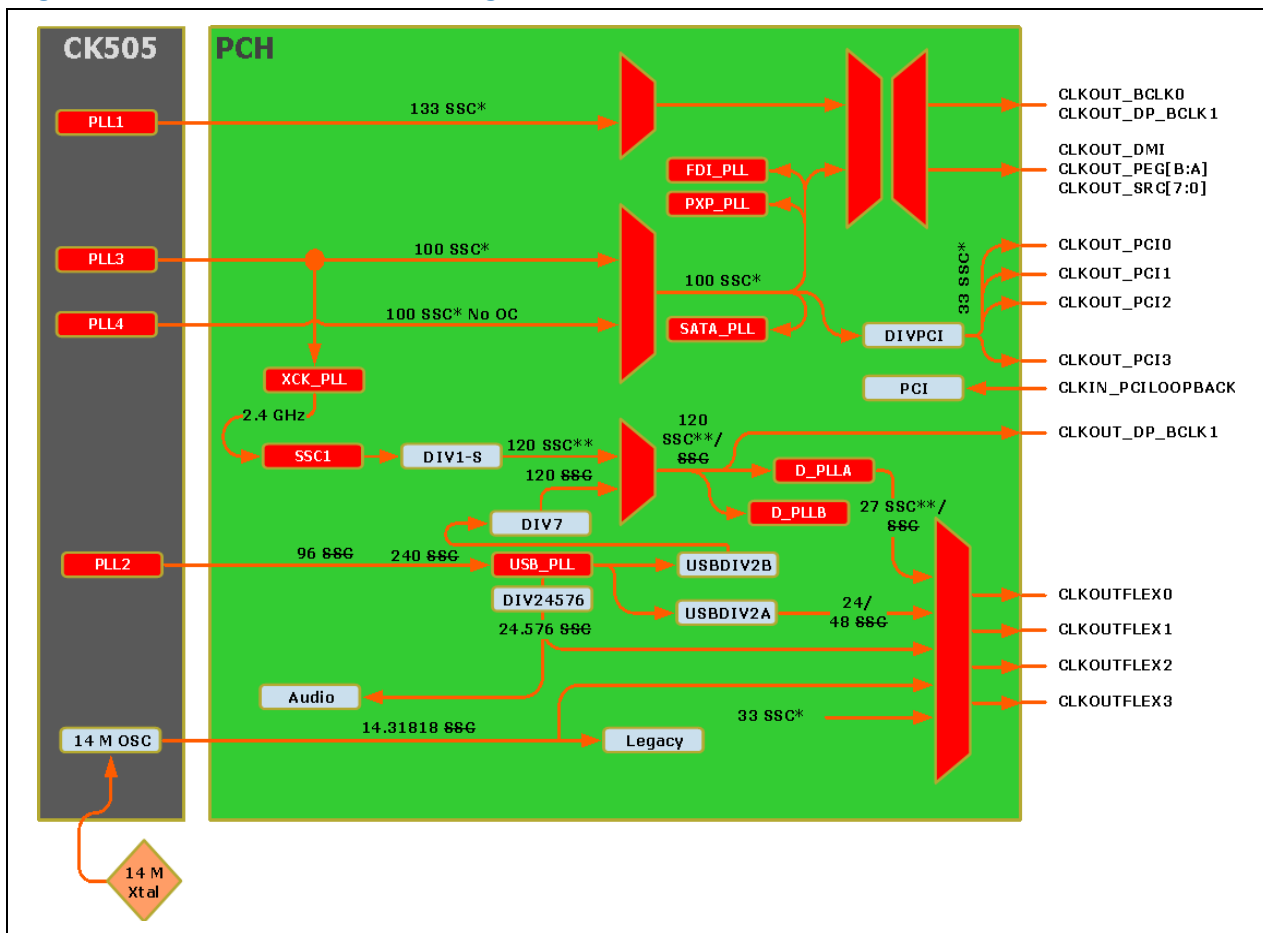 CK505
PCH
PLL1
133 SSC*
CLKOUT_BCLK0
CLKOUT_DP_BCLK1
CLKOUT_DMI
CLKOUT_PEG[B:A]
CLKOUT_SRC[7:0]
FDI_PLL
PXP_PLL
PLL3
100 SSC*
PLL4
100 SSC* No OC
100 SSC*
SATA_PLL
DIVPCI
33 SSC*
CLKOUT_PCI0
CLKOUT_PCI1
CLKOUT_PCI2
CLKOUT_PCI3
PCI
CLKIN_PCILOOPBACK
XCK_PLL
2.4 GHz
SSC1
DIV1-S
120 SSC**
120 SSC
DIV7
120
SSC**/
SSC
CLKOUT_DP_BCLK1
D_PLLA
D_PLLB
27 SSC**/
SSC
PLL2
96 SSC
240 SSC
USB_PLL
USBDIV2B
DIV24576
USBDIV2A
24/
48 SSC
24.576 SSC
CLKOUTFLEX0
CLKOUTFLEX1
CLKOUTFLEX2
CLKOUTFLEX3
Audio
33 SSC*
14 M OSC
14.31818 SSC
Legacy
14 M
Xtal